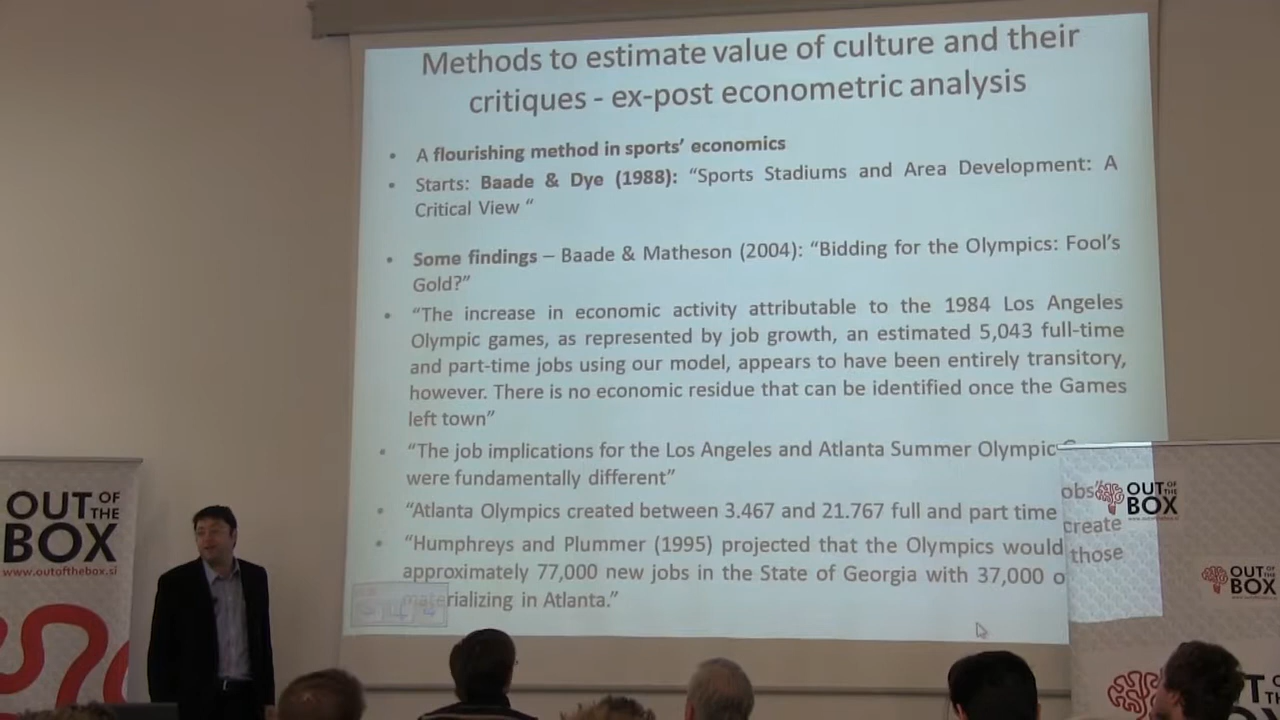 Methods to estimate value of culture and their
critiques - ex-post econometric analysis
• A flourishing method in sports' economics
• Starts: Baade & Dye (1988): "Sports Stadiums and Area Development: A
Critical View "
• Some findings – Baade & Matheson (2004): "Bidding for the Olympics: Fool's
Gold?"
• "The increase in economic activity attributable to the 1984 Los Angeles
Olympic games, as represented by job growth, an estimated 5,043 full-time
and part-time jobs using our model, appears to have been entirely transitory,
however. There is no economic residue that can be identified once the Games
left town"
• "The job implications for the Los Angeles and Atlanta Summer Olympic
were fundamentally different"
• "Atlanta Olympics created between 3.467 and 21.767 full and part time obs"
• "Humphreys and Plummer (1995) projected that the Olympics would create
approximately 77,000 new jobs in the State of Georgia with 37,000 o those
materializing in Atlanta."
OUT OF THE BOX
www.outofthebox.si
OUT OF THE BOX
OUT OF THE BOX